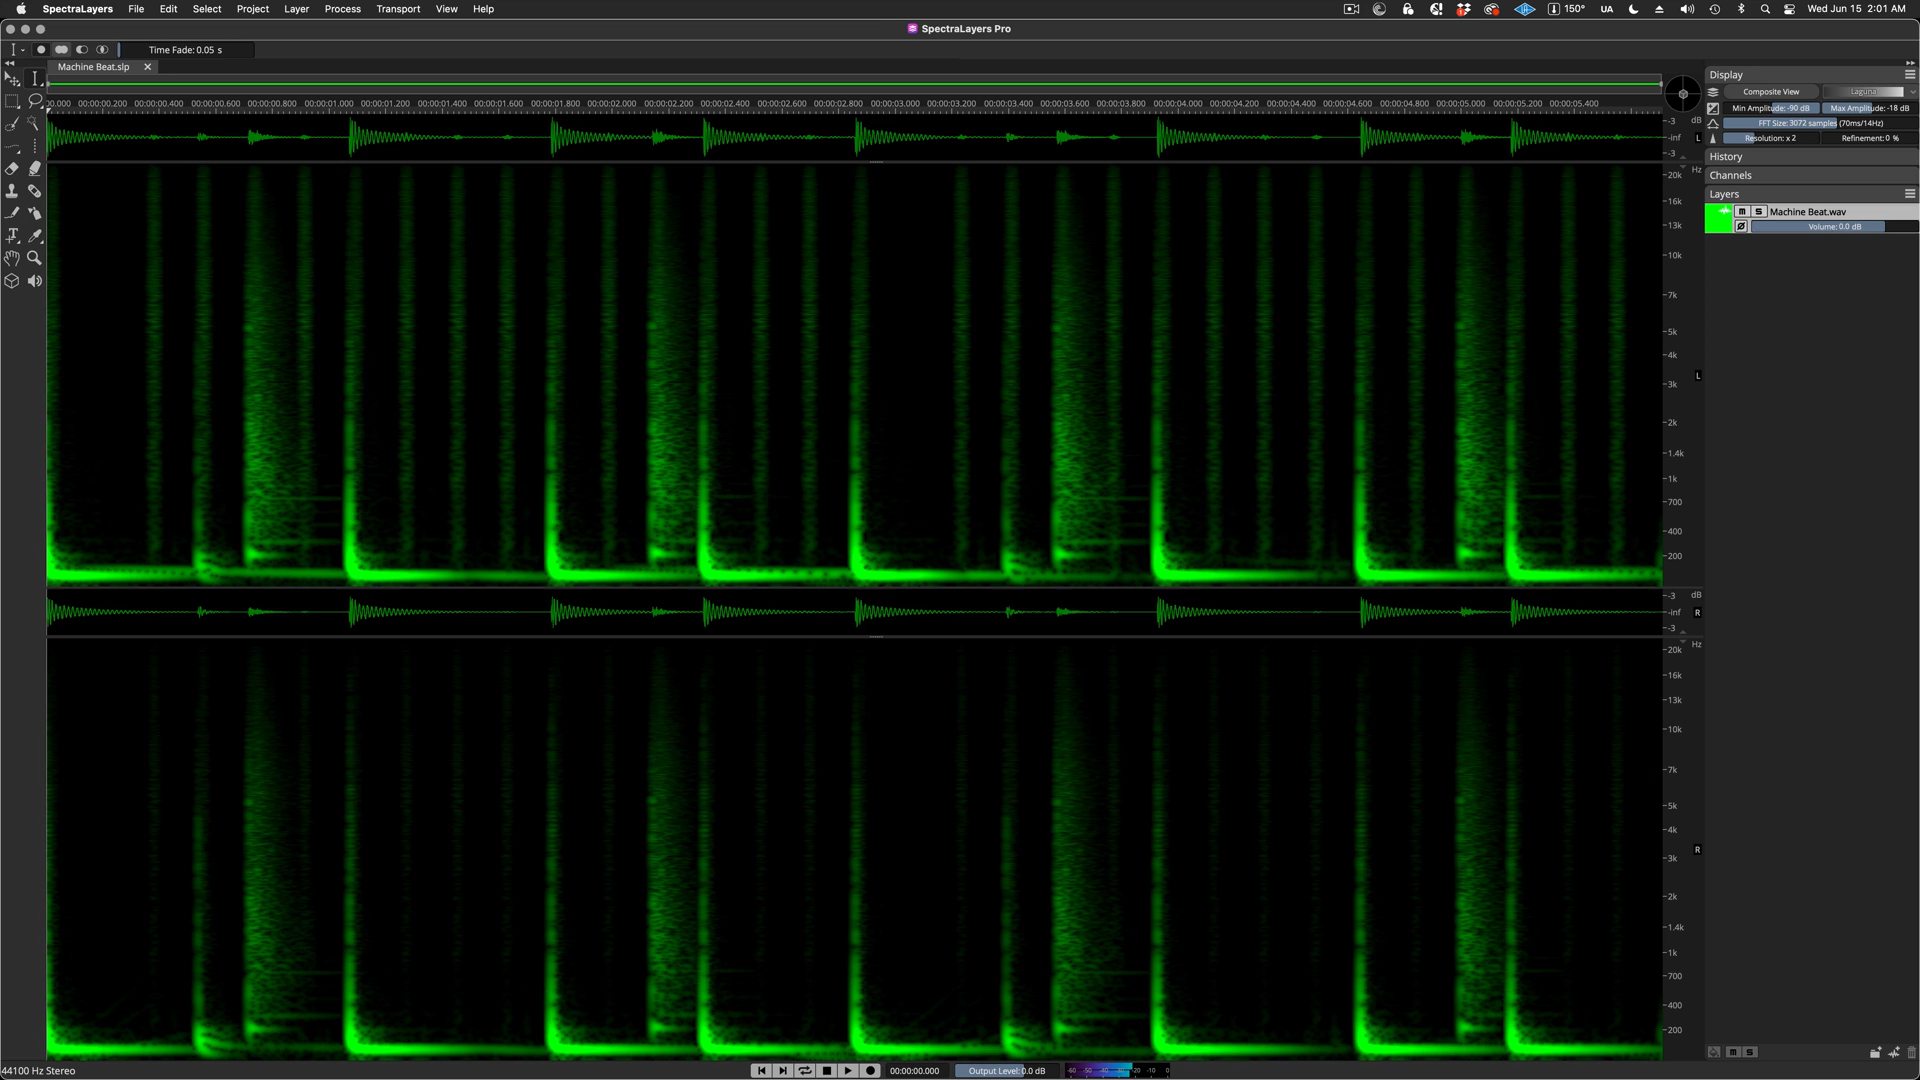 SpectraLayers File Edit Select Project Layer Process Transport View Help 150° UA Wed Jun 15 2:01 AM
SpectraLayers Pro
Time Fade: 0.05 s
Machine Beat.slp
00.000 00:00:00.200 00:00:00.400 00:00:00.600 00:00:00.800 00:00:01.000 00:00:01.200 00:00:01.400 00:00:01.600 00:00:01.800 00:00:02.000 00:00:02.200 00:00:02.400 00:00:02.600 00:00:02.800 00:00:03.000 00:00:03.200 00:00:03.400 00:00:03.600 00:00:03.800 00:00:04.000 00:00:04.200 00:00:04.400 00:00:04.600 00:00:04.800 00:00:05.000 00:00:05.200 00:00:05.400
-3 dB
-inf L
-3
Hz
20k
16k
13k
10k
7k
5k
4k
L
3k
2k
1.4k
1k
700
400
200
-3 dB
-inf R
-3
Hz
20k
16k
13k
10k
7k
5k
4k
R
3k
2k
1.4k
1k
700
400
200
Display
Composite View Laguna
Min Amplitude: -90 dB Max Amplitude: -18 dB
FFT Size: 3072 samples (70ms/14Hz)
Resolution: x 2 Refinement: 0 %
History
Channels
Layers
m S Machine Beat.wav
Volume: 0.0 dB
m S
44100 Hz Stereo 00:00:00.000 Output Level: 0.0 dB -60 -50 -40 -20 -10 0